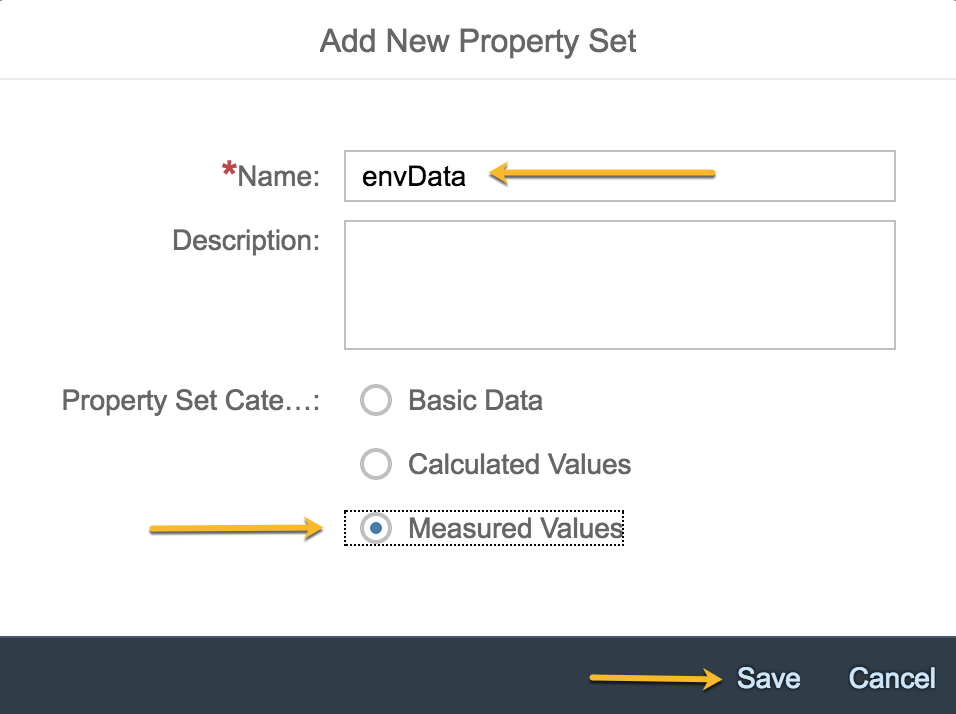 Add New Property Set
*Name: envData
Description:
Property Set Cate...: Basic Data
Calculated Values
Measured Values
Save Cancel